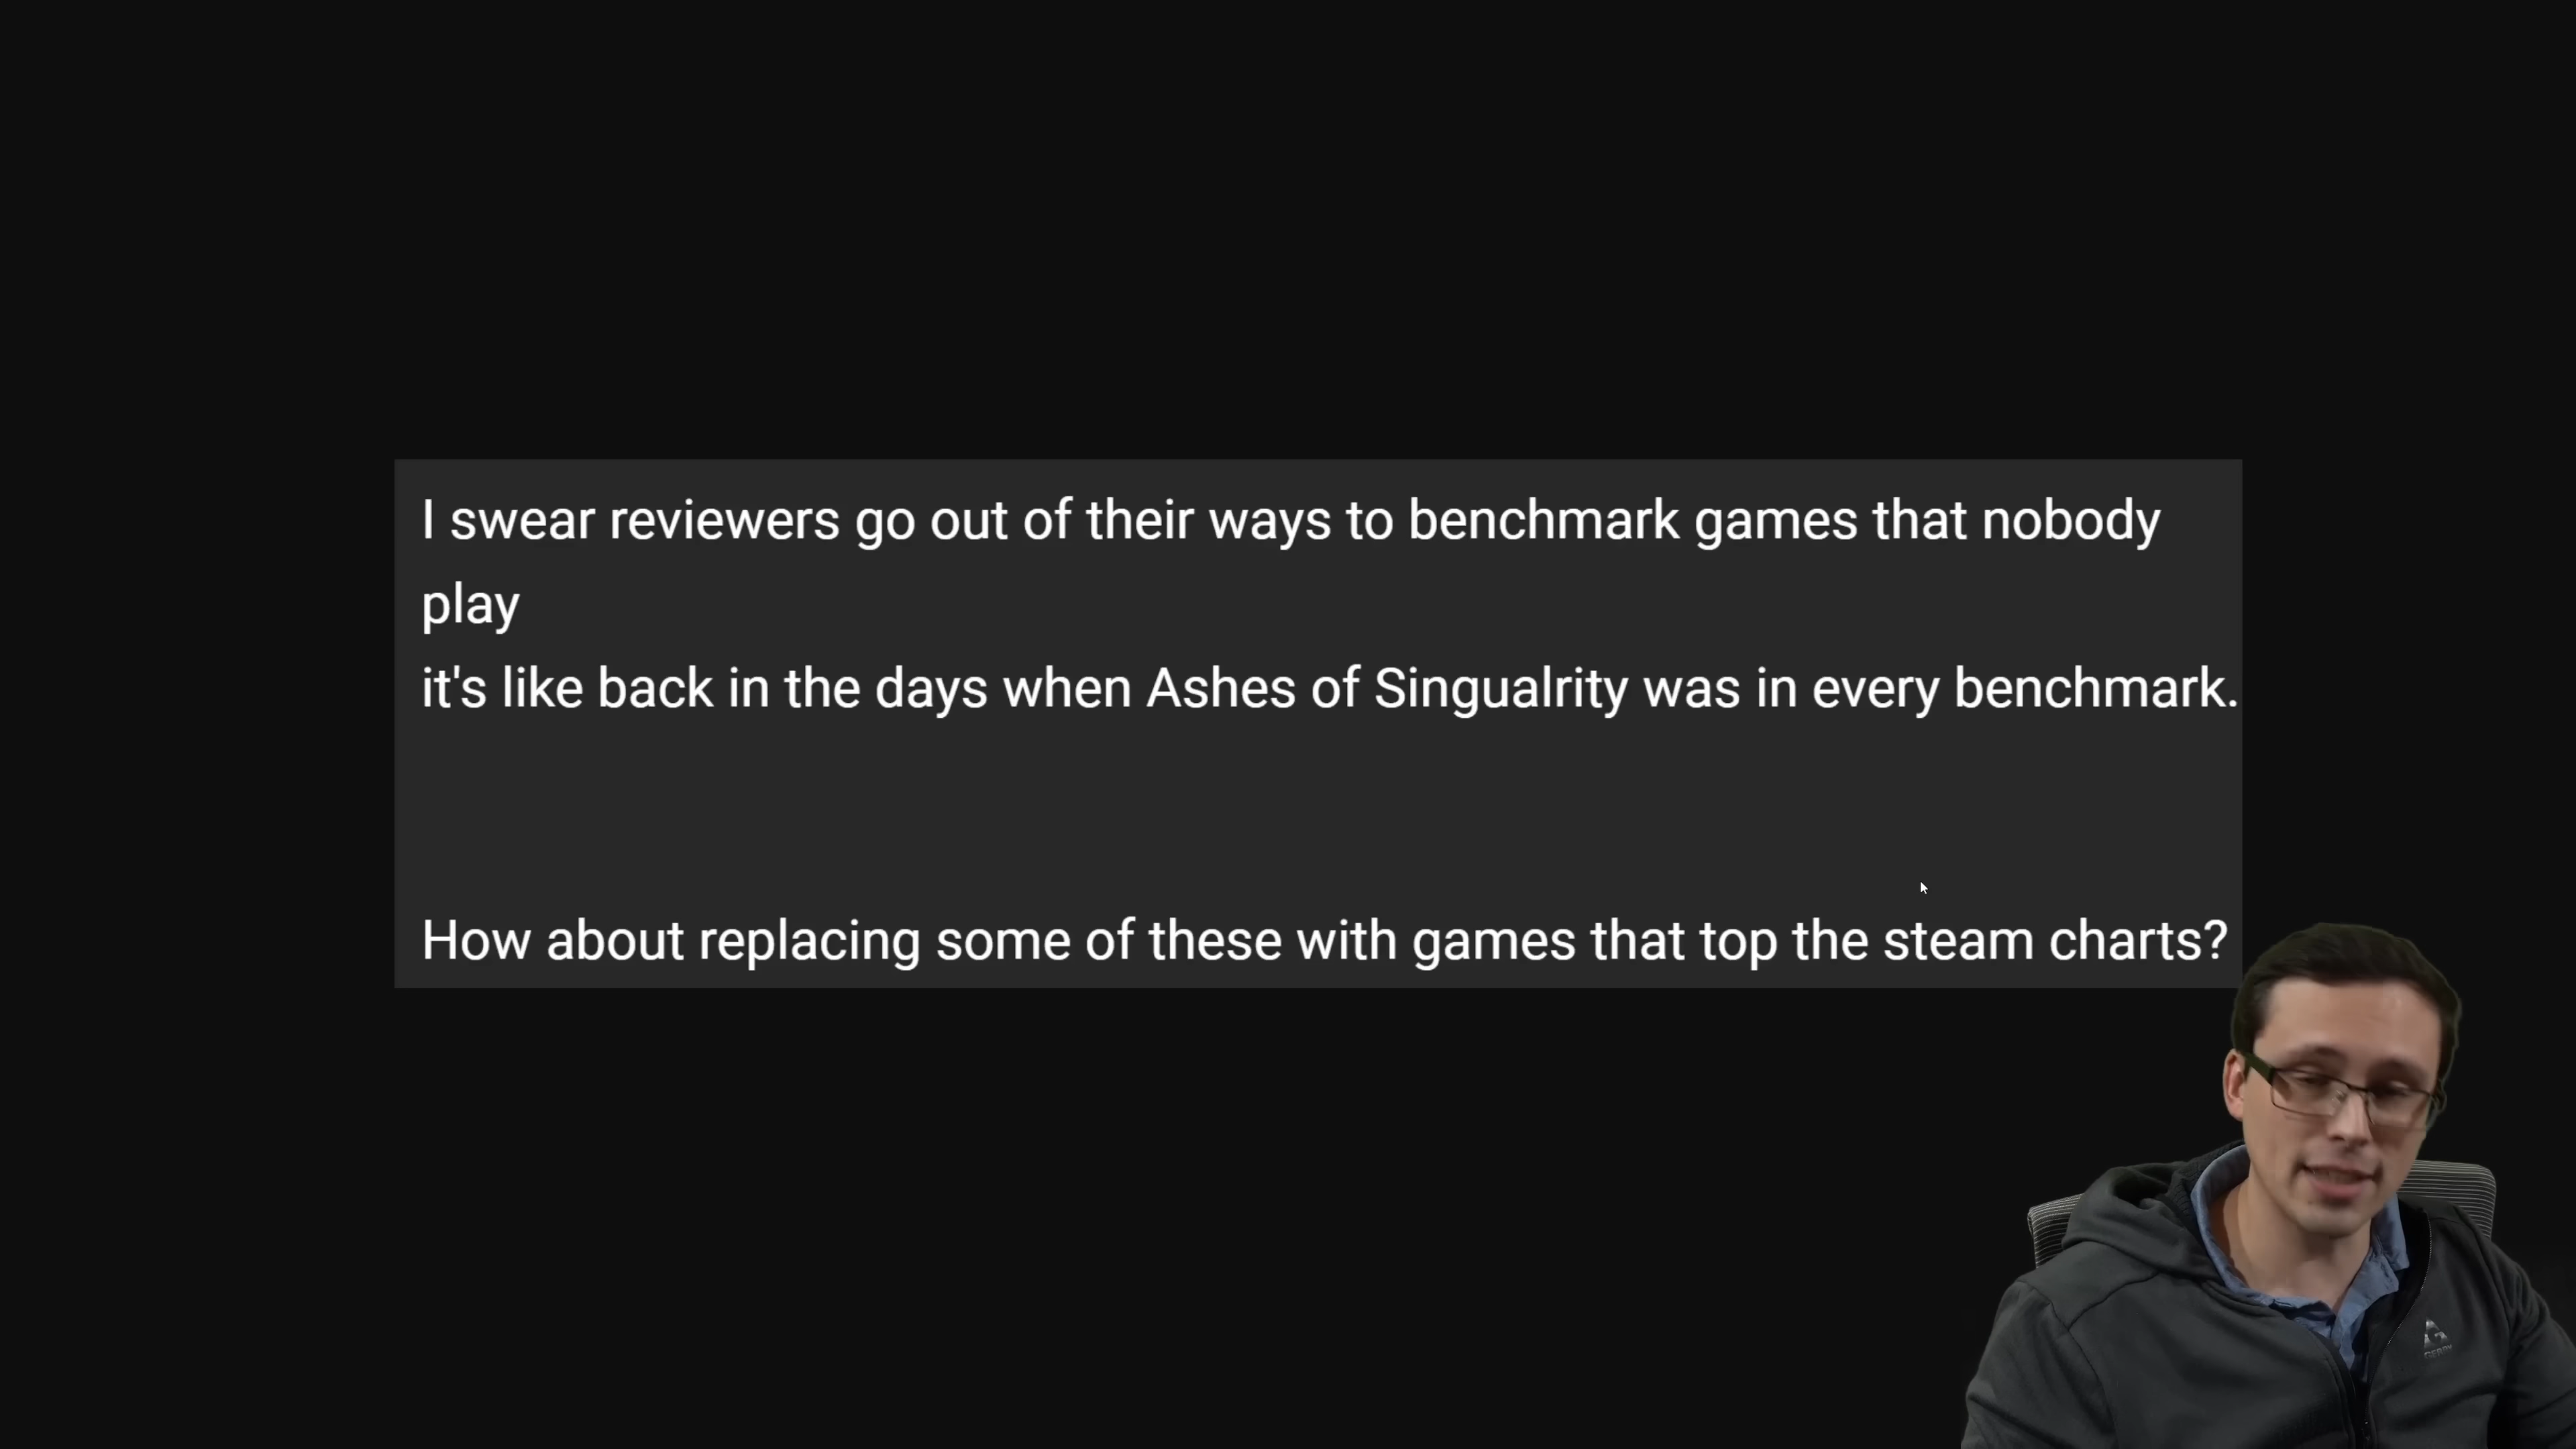 I swear reviewers go out of their ways to benchmark games that nobody
play
it's like back in the days when Ashes of Singualrity was in every benchmark.
How about replacing some of these with games that top the steam charts?